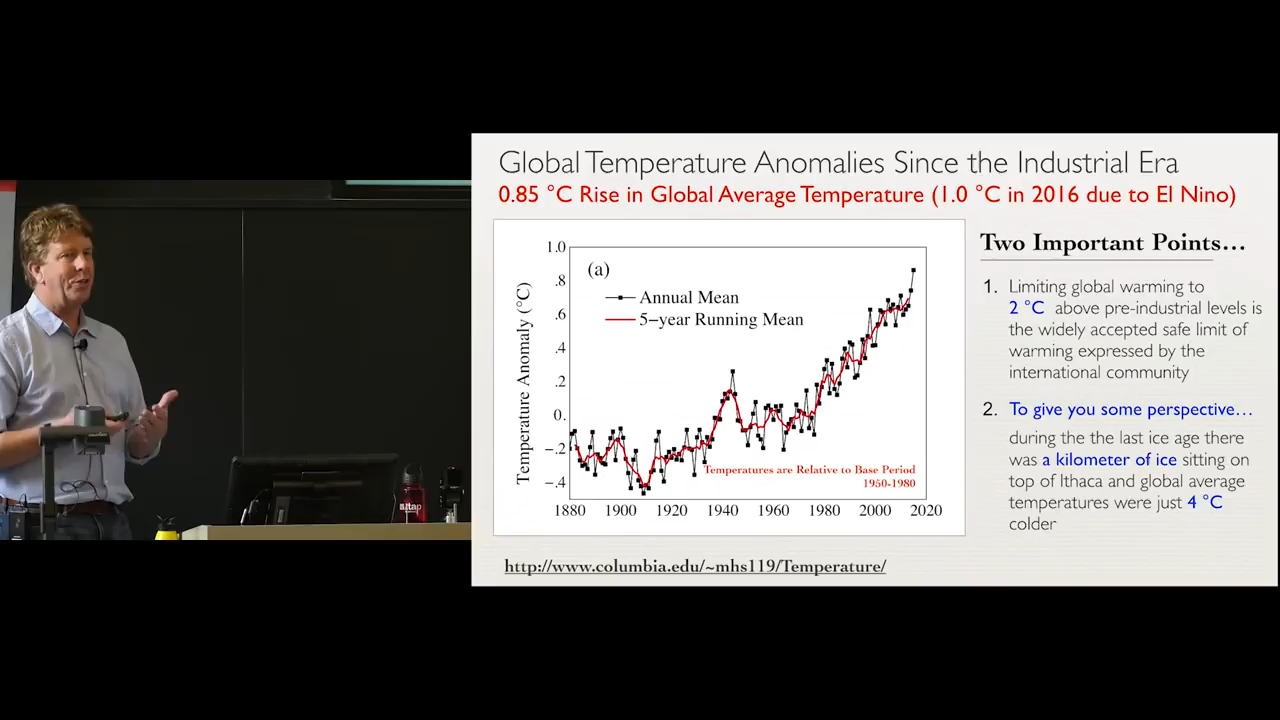 Global Temperature Anomalies Since the Industrial Era
0.85 °C Rise in Global Average Temperature (1.0 °C in 2016 due to El Nino)
1.0
.8
.6
.4
.2
0.
-.2
-.4
Temperature Anomaly (°C)
(a)
Annual Mean
5-year Running Mean
Temperatures are Relative to Base Period
1950-1980
1880 1900 1920 1940 1960 1980 2000 2020
http://www.columbia.edu/~mhs119/Temperature/
Two Important Points…
1. Limiting global warming to
2 °C above pre-industrial levels is
the widely accepted safe limit of
warming expressed by the
international community
2. To give you some perspective…
during the the last ice age there
was a kilometer of ice sitting on
top of Ithaca and global average
temperatures were just 4 °C
colder